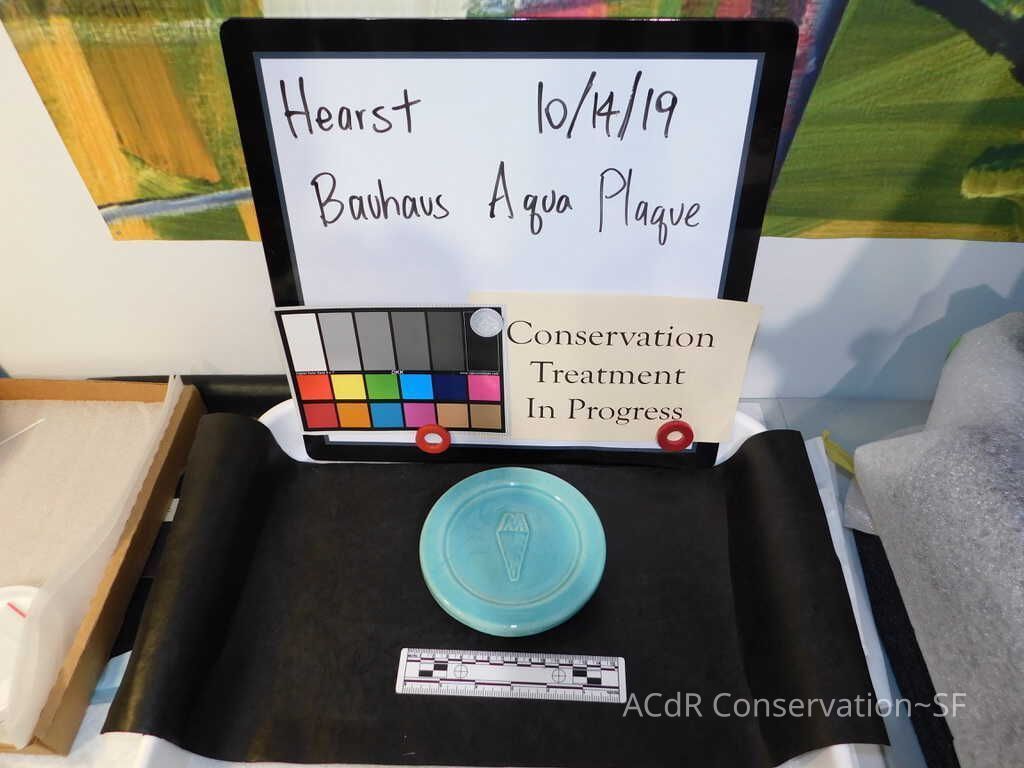 Hearst 10/14/19
Bauhaus Aqua Plaque
Conservation
Treatment
In Progress
ACdR Conservation~SF